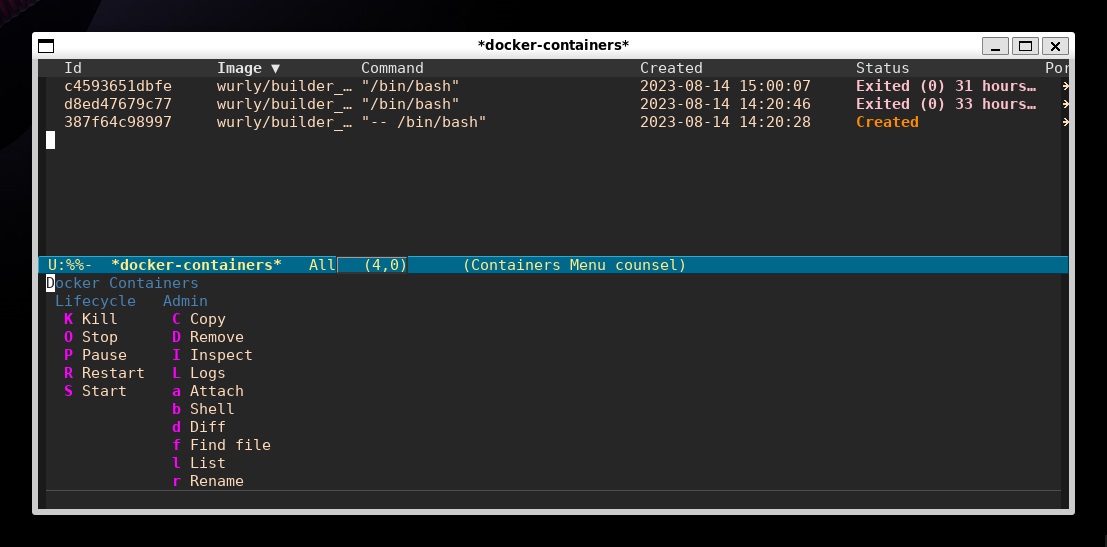 *docker-containers*
Id Image ▼ Command Created Status Por
c4593651dbfe wurly/builder_… "/bin/bash" 2023-08-14 15:00:07 Exited (0) 31 hours… →
d8ed47679c77 wurly/builder_… "/bin/bash" 2023-08-14 14:20:46 Exited (0) 33 hours… →
387f64c98997 wurly/builder_… "-- /bin/bash" 2023-08-14 14:20:28 Created →
U:%%- *docker-containers* All (4,0) (Containers Menu counsel)
Docker Containers
Lifecycle Admin
K Kill C Copy
O Stop D Remove
P Pause I Inspect
R Restart L Logs
S Start a Attach
b Shell
d Diff
f Find file
l List
r Rename